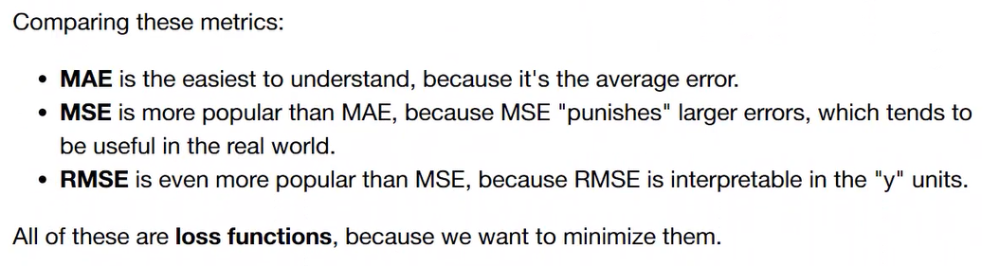 Comparing these metrics:
• MAE is the easiest to understand, because it's the average error.
• MSE is more popular than MAE, because MSE "punishes" larger errors, which tends to
be useful in the real world.
• RMSE is even more popular than MSE, because RMSE is interpretable in the "y" units.
All of these are loss functions, because we want to minimize them.